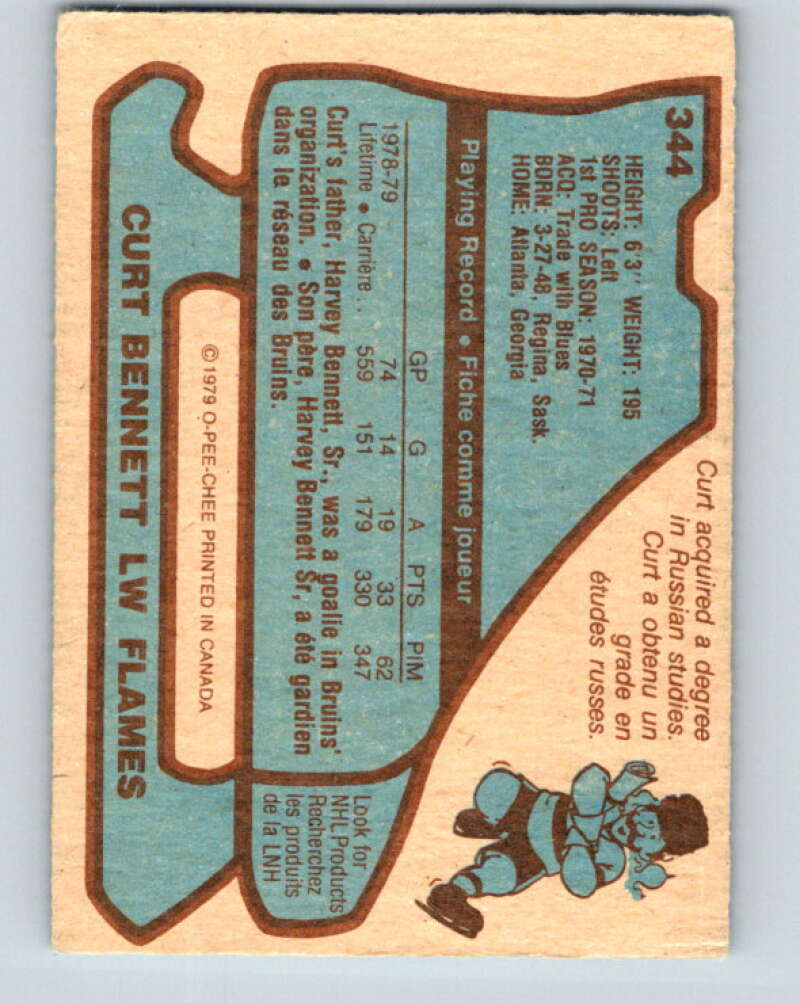 344
HEIGHT: 6'3" WEIGHT: 195
SHOOTS: Left
1st PRO SEASON: 1970-71
ACQ: Trade with Blues
BORN: 3-27-48, Regina, Sask.
HOME: Atlanta, Georgia
Curt acquired a degree
in Russian studies.
Curt a obtenu un
grade en
études russes.
Playing Record • Fiche comme joueur
GP G A PTS PIM
1978-79 74 14 19 33 62
Lifetime • Carrière . . 559 151 179 330 347
Curt's father, Harvey Bennett, Sr., was a goalie in Bruins'
organization. • Son père, Harvey Bennett Sr, a été gardien
dans le réseau des Bruins.
Look for
NHL Products
Recherchez
les produits
de la LNH
© 1979 O-PEE-CHEE PRINTED IN CANADA
CURT BENNETT LW FLAMES